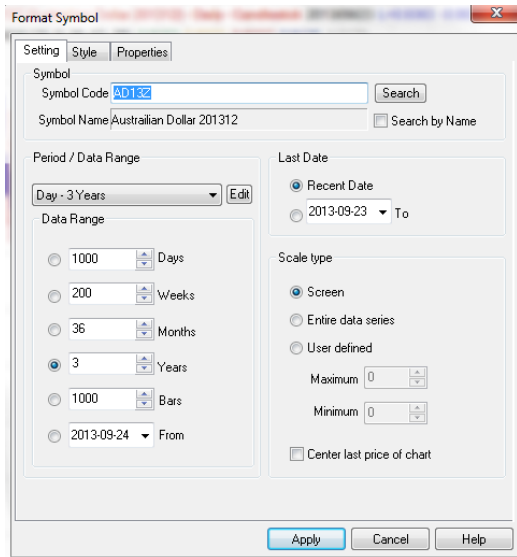 Format Symbol
Setting Style Properties
Symbol
Symbol Code AD13Z Search
Symbol Name Austrailian Dollar 201312 Search by Name
Period / Data Range
Day - 3 Years Edit
Data Range
1000 Days
200 Weeks
36 Months
3 Years
1000 Bars
2013-09-24 From
Last Date
Recent Date
2013-09-23 To
Scale type
Screen
Entire data series
User defined
Maximum 0
Minimum 0
Center last price of chart
Apply Cancel Help